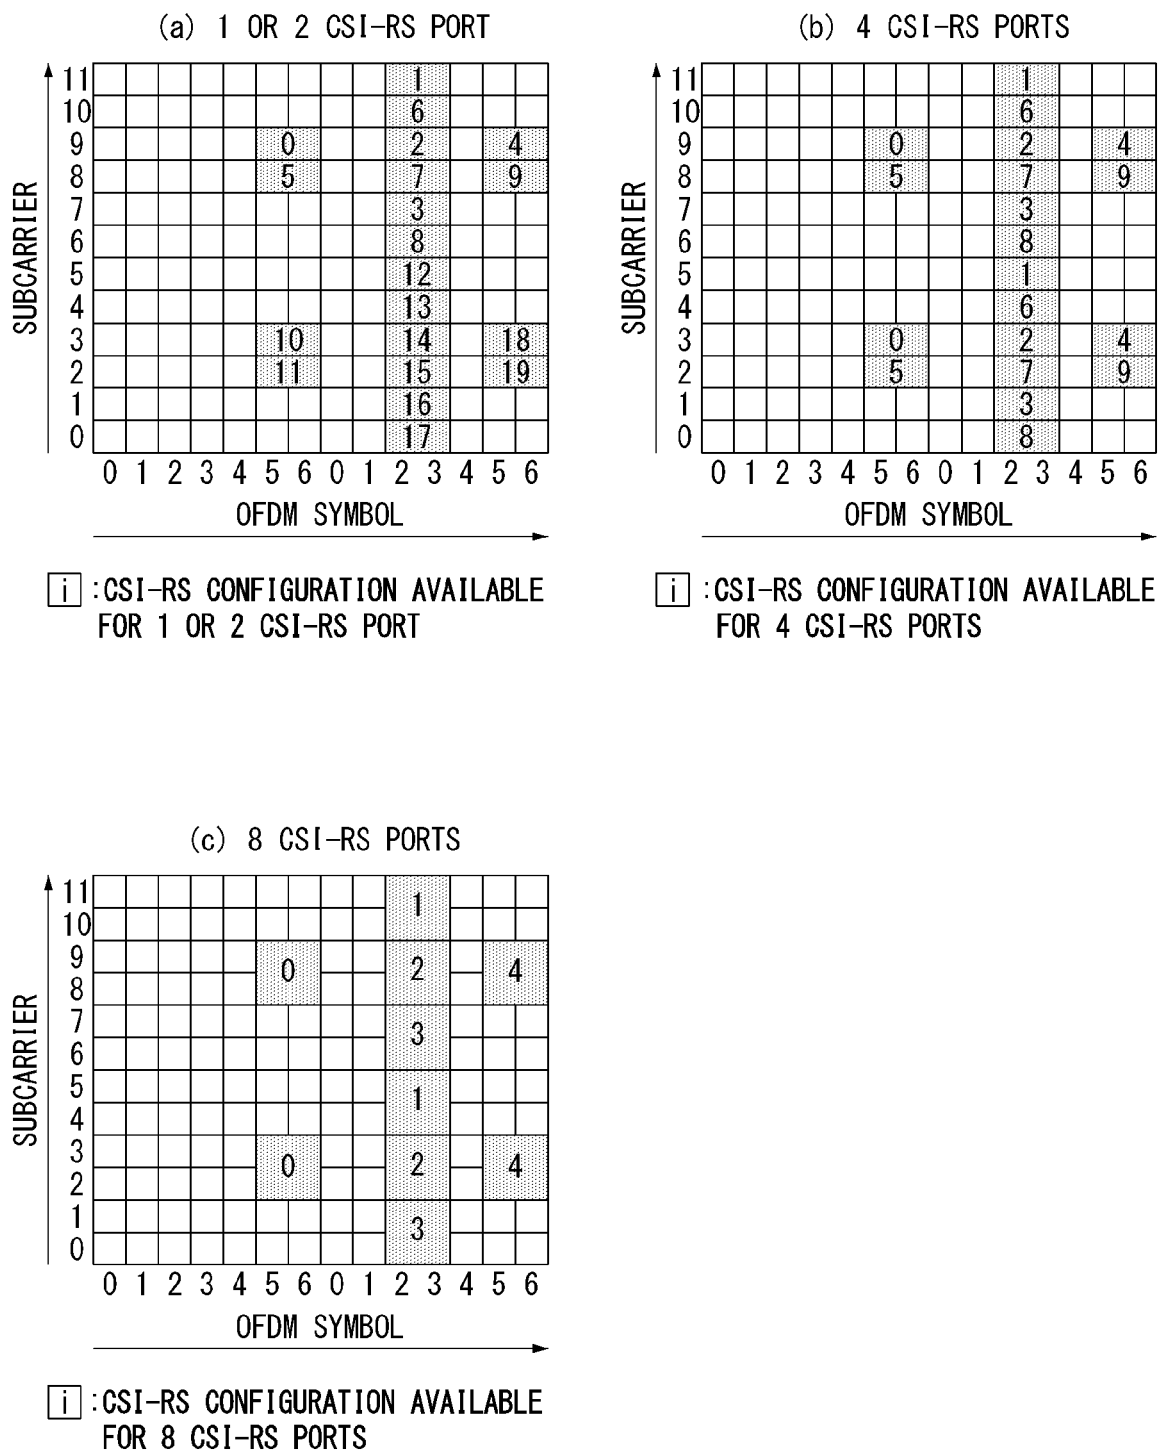 (a) 1 OR 2 CSI-RS PORT
11 1
10 6
9 0 2 4
8 5 7 9
7 3
6 8
5 12
4 13
3 10 14 18
2 11 15 19
1 16
0 17
SUBCARRIER
0 1 2 3 4 5 6 0 1 2 3 4 5 6
OFDM SYMBOL
i :CSI-RS CONFIGURATION AVAILABLE
FOR 1 OR 2 CSI-RS PORT
(b) 4 CSI-RS PORTS
11 1
10 6
9 0 2 4
8 5 7 9
7 3
6 8
5 1
4 6
3 0 2 4
2 5 7 9
1 3
0 8
SUBCARRIER
0 1 2 3 4 5 6 0 1 2 3 4 5 6
OFDM SYMBOL
i :CSI-RS CONFIGURATION AVAILABLE
FOR 4 CSI-RS PORTS
(c) 8 CSI-RS PORTS
11
1
10
9
0 2 4
8
7
3
6
5
1
4
3
0 2 4
2
1
3
0
SUBCARRIER
0 1 2 3 4 5 6 0 1 2 3 4 5 6
OFDM SYMBOL
i :CSI-RS CONFIGURATION AVAILABLE
FOR 8 CSI-RS PORTS